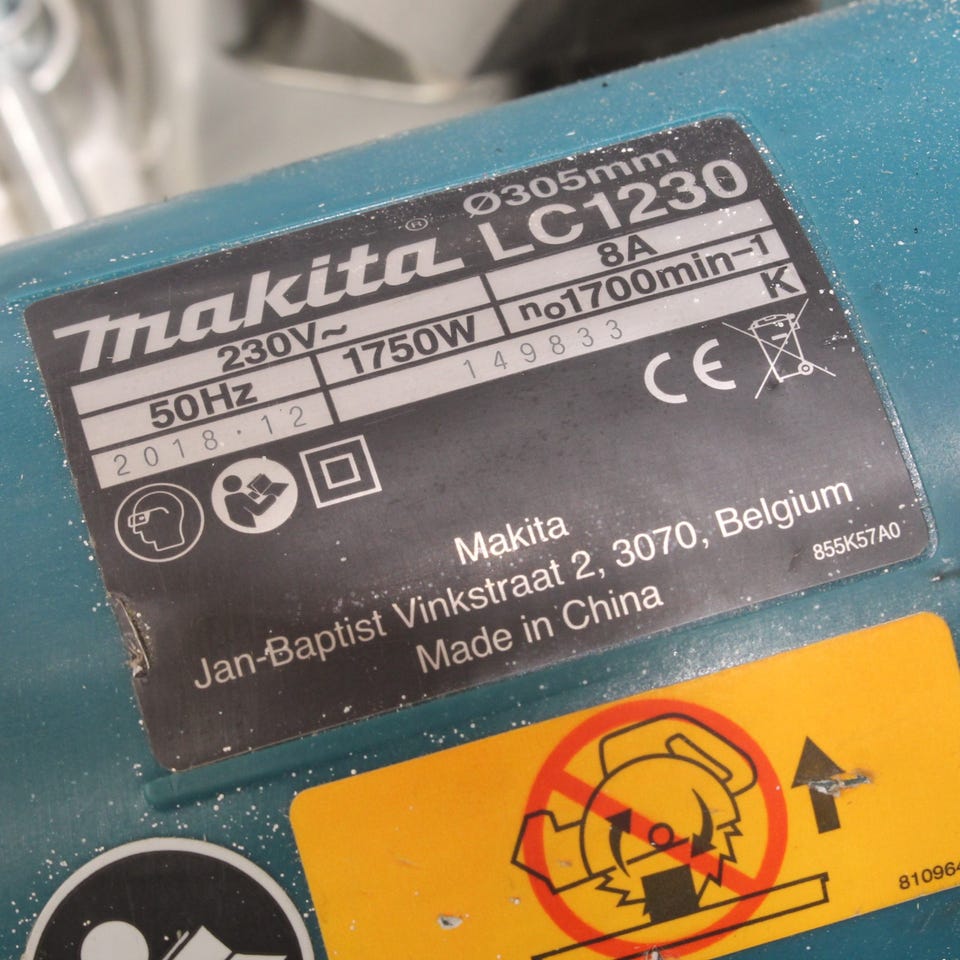 Ø305mm
makita® LC1230
230V~ 8A
50Hz 1750W no1700min-1
2018·12 149833 K
CE
Makita
Jan-Baptist Vinkstraat 2, 3070, Belgium
855K57A0
Made in China